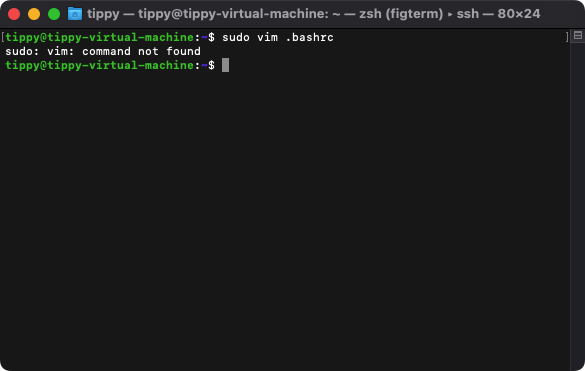 tippy — tippy@tippy-virtual-machine: ~ — zsh (figterm) ▸ ssh — 80×24
[tippy@tippy-virtual-machine:~$ sudo vim .bashrc ]
sudo: vim: command not found
tippy@tippy-virtual-machine:~$